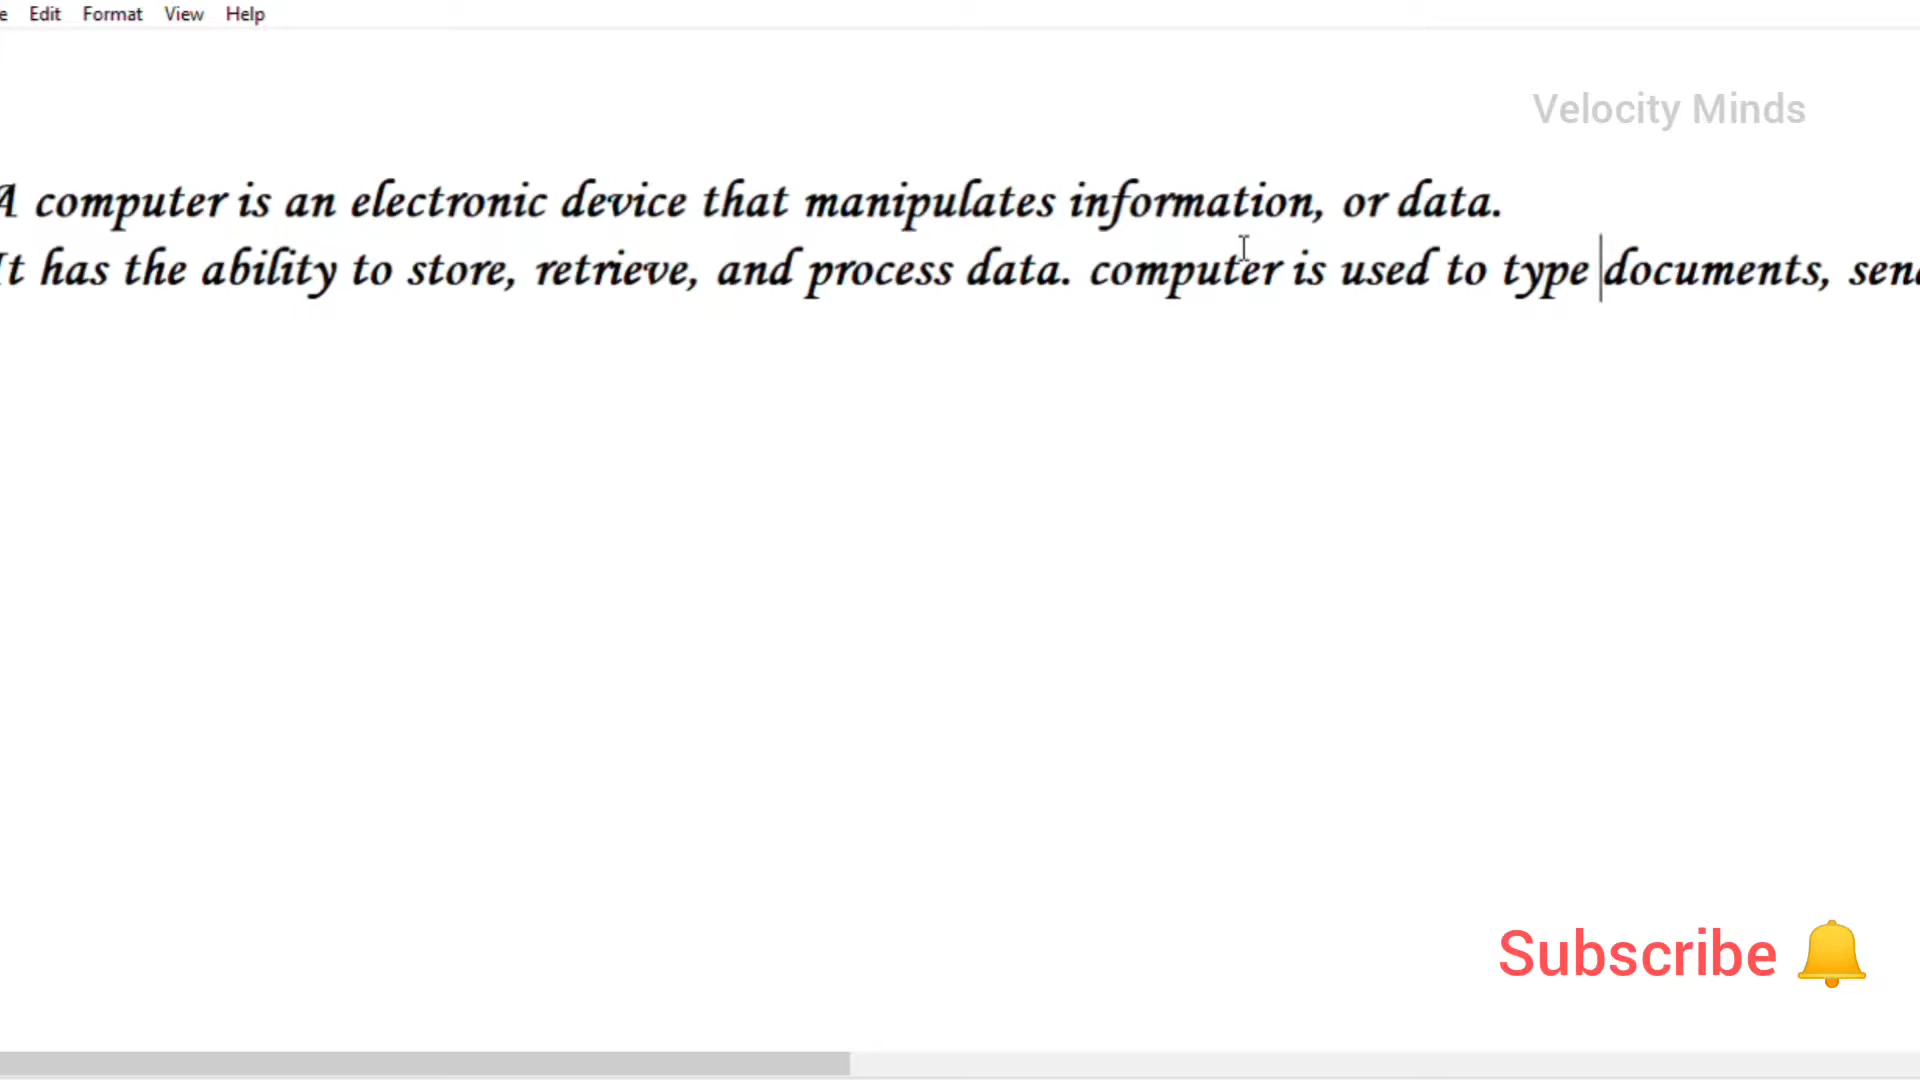 Edit Format View Help
Velocity Minds
A computer is an electronic device that manipulates information, or data.
It has the ability to store, retrieve, and process data. computer is used to type documents, send
Subscribe